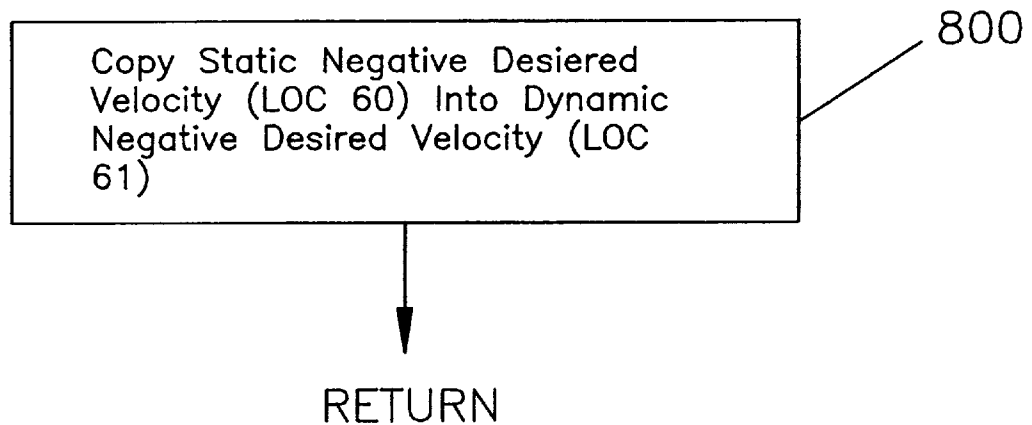 800
Copy Static Negative Desiered
Velocity (LOC 60) Into Dynamic
Negative Desired Velocity (LOC
61)
RETURN